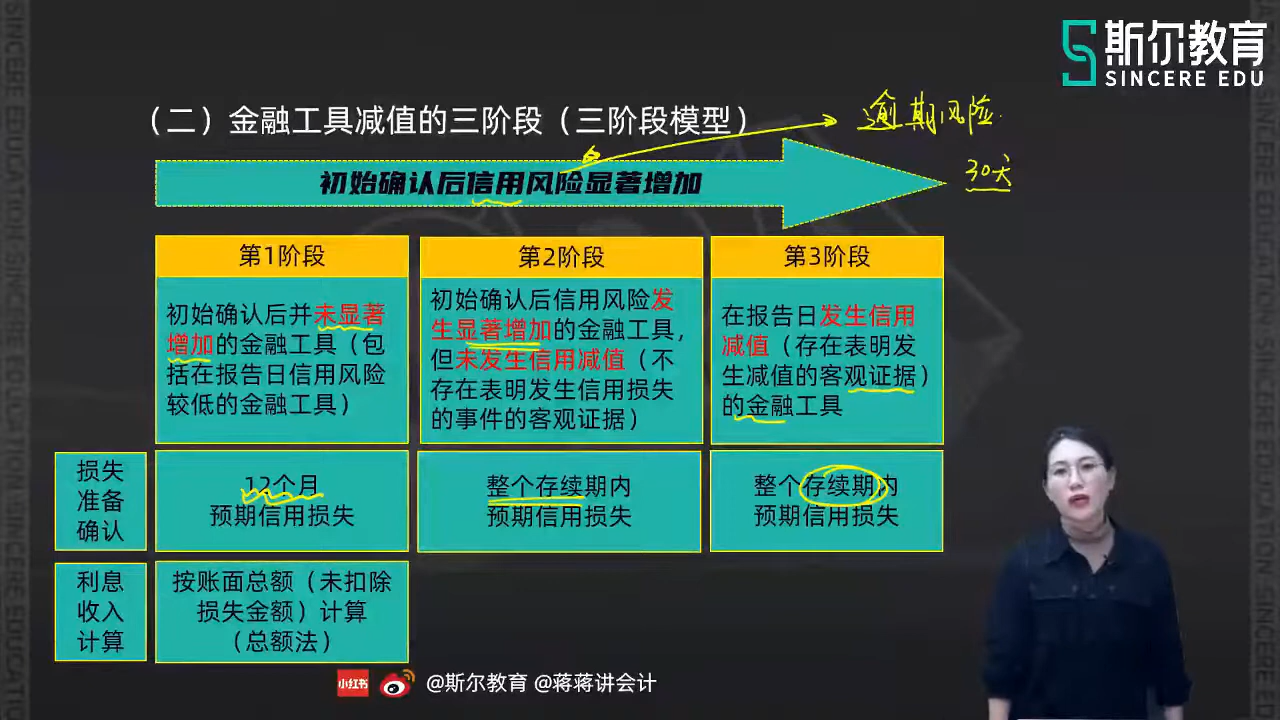 斯尔教育
SINCERE EDU
（二）金融工具减值的三阶段（三阶段模型）
逾期风险
30天
初始确认后信用风险显著增加
第1阶段
第2阶段
第3阶段
初始确认后并未显著
增加的金融工具（包
括在报告日信用风险
较低的金融工具）
初始确认后信用风险发
生显著增加的金融工具，
但未发生信用减值（不
存在表明发生信用损失
的事件的客观证据）
在报告日发生信用
减值（存在表明发
生减值的客观证据）
的金融工具
损失
准备
确认
12个月
预期信用损失
整个存续期内
预期信用损失
整个存续期内
预期信用损失
利息
收入
计算
按账面总额（未扣除
损失金额）计算
（总额法）
小红书 @斯尔教育 @蒋蒋讲会计